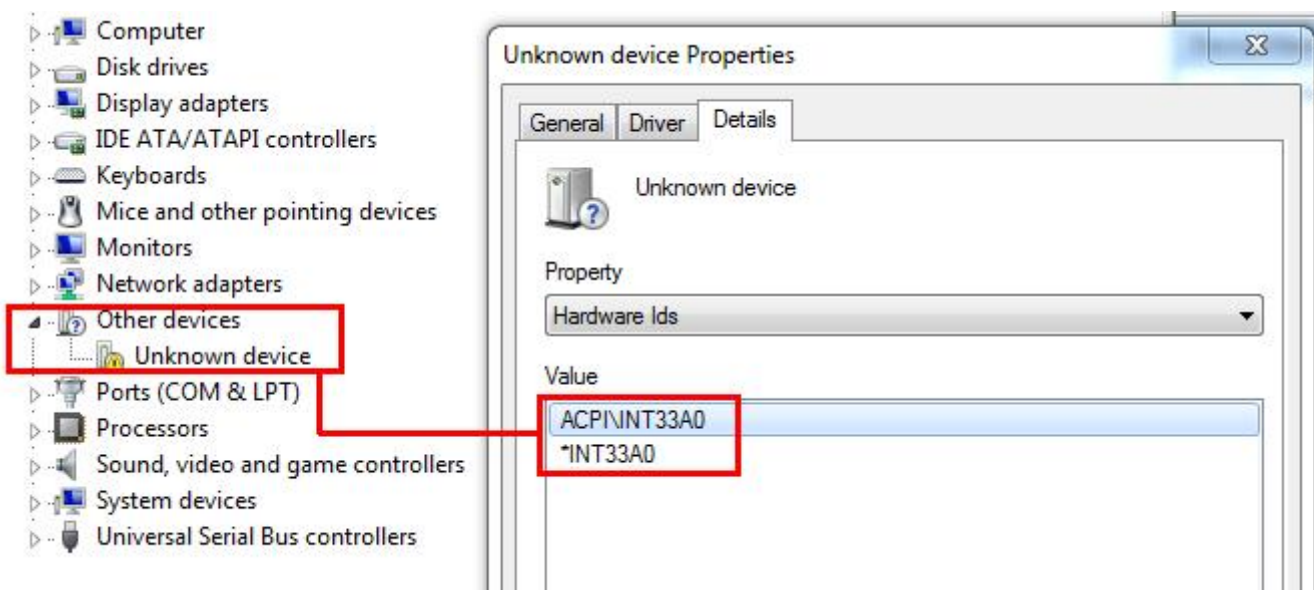 Computer
Disk drives
Display adapters
IDE ATA/ATAPI controllers
Keyboards
Mice and other pointing devices
Monitors
Network adapters
Other devices
Unknown device
Ports (COM & LPT)
Processors
Sound, video and game controllers
System devices
Universal Serial Bus controllers
Unknown device Properties
General Driver Details
Unknown device
Property
Hardware Ids
Value
ACPI\INT33A0
*INT33A0